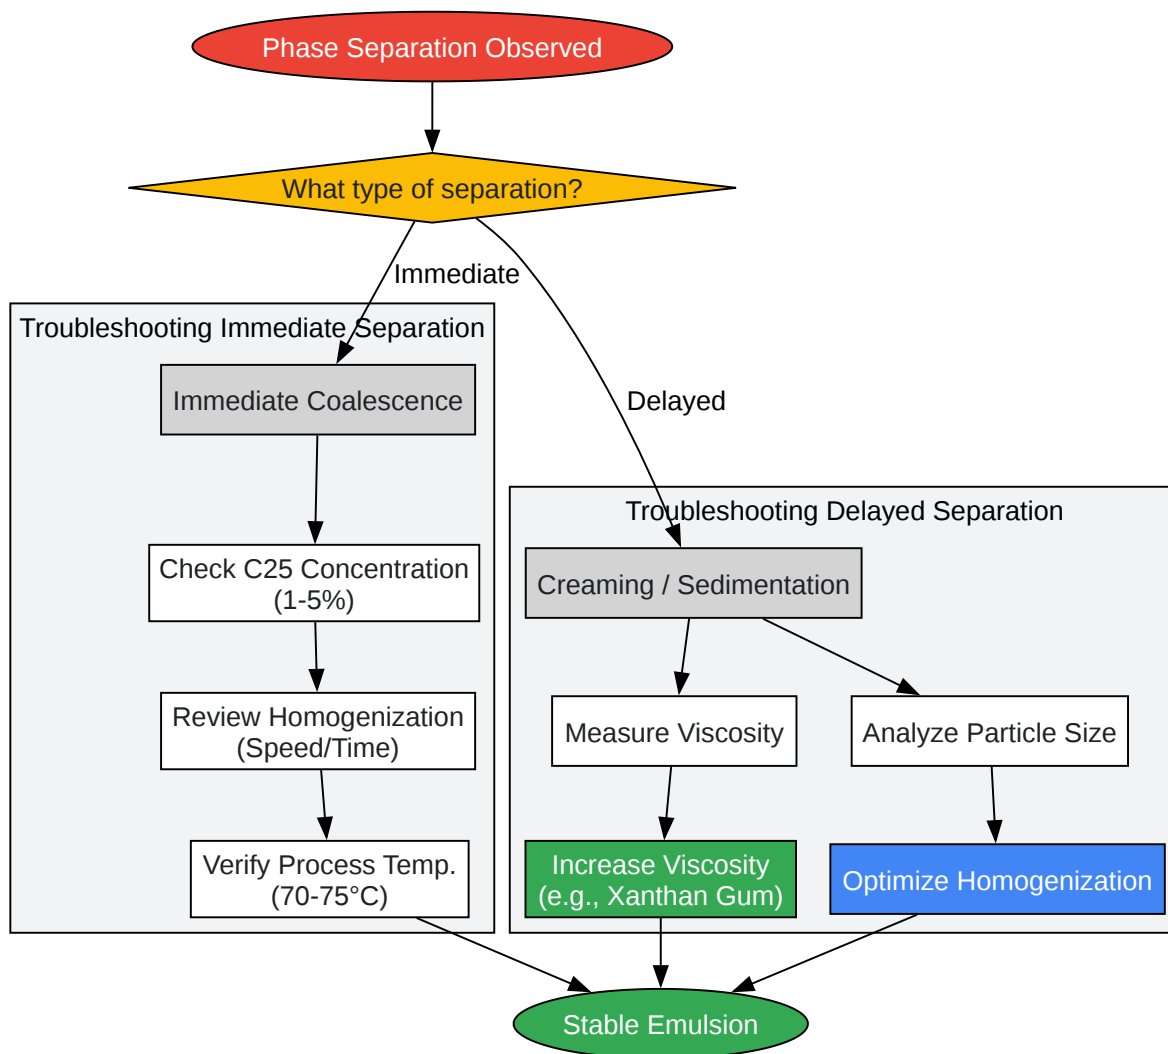 Phase Separation Observed
What type of separation?
Immediate
Troubleshooting Immediate Separation
Immediate Coalescence
Delayed
Check C25 Concentration
(1-5%)
Review Homogenization
(Speed/Time)
Verify Process Temp.
(70-75°C)
Troubleshooting Delayed Separation
Creaming / Sedimentation
Measure Viscosity
Analyze Particle Size
Increase Viscosity
(e.g., Xanthan Gum)
Optimize Homogenization
Stable Emulsion